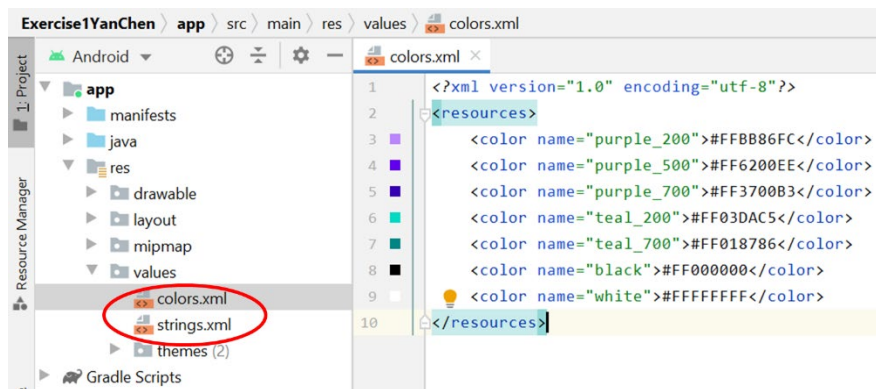 Exercise1YanChen app src main res values colors.xml
1: Project
Resource Manager
Android
app
manifests
java
res
drawable
layout
mipmap
values
colors.xml
strings.xml
themes (2)
Gradle Scripts
colors.xml
1 <?xml version="1.0" encoding="utf-8"?>
2 <resources>
3 <color name="purple_200">#FFBB86FC</color>
4 <color name="purple_500">#FF6200EE</color>
5 <color name="purple_700">#FF3700B3</color>
6 <color name="teal_200">#FF03DAC5</color>
7 <color name="teal_700">#FF018786</color>
8 <color name="black">#FF000000</color>
9 <color name="white">#FFFFFFFF</color>
10 </resources>